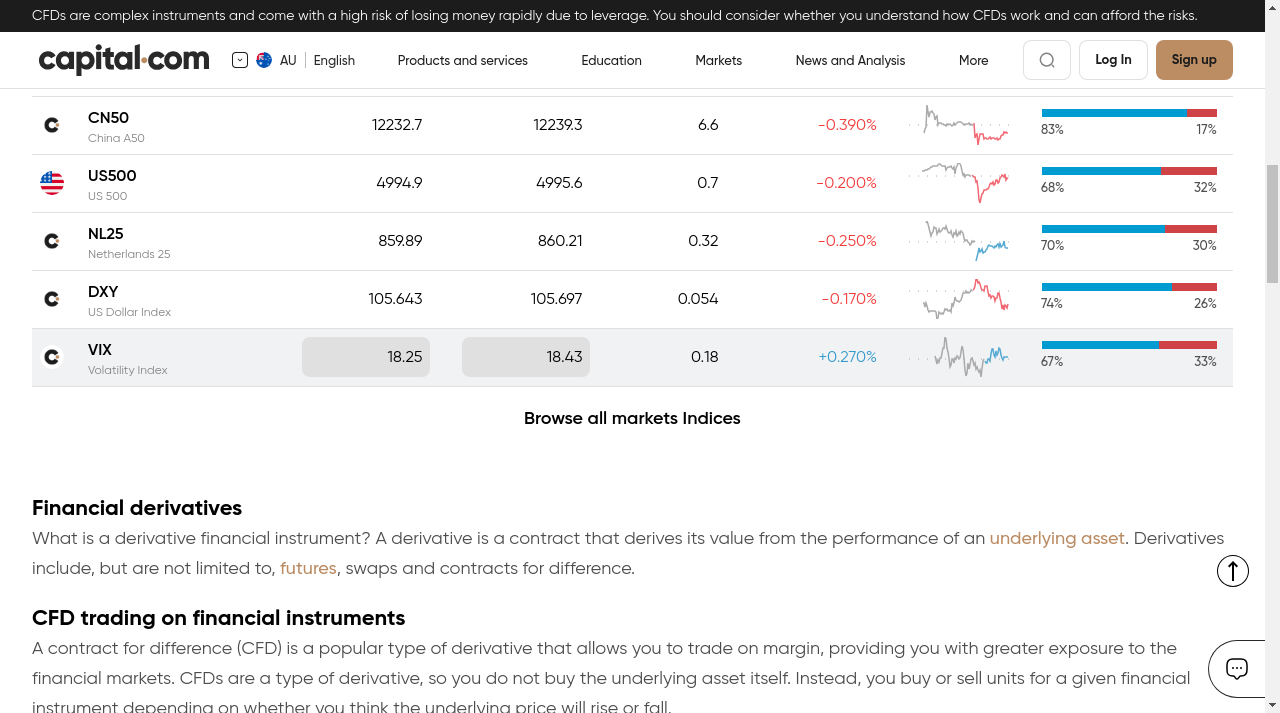 CFDs are complex instruments and come with a high risk of losing money rapidly due to leverage. You should consider whether you understand how CFDs work and can afford the risks.
capital.com AU English Products and services Education Markets News and Analysis More Log In Sign up
CN50 12232.7 12239.3 6.6 -0.390%
China A50 83% 17%
US500 4994.9 4995.6 0.7 -0.200%
US 500 68% 32%
NL25 859.89 860.21 0.32 -0.250%
Netherlands 25 70% 30%
DXY 105.643 105.697 0.054 -0.170%
US Dollar Index 74% 26%
VIX 18.25 18.43 0.18 +0.270%
Volatility Index 67% 33%
Browse all markets Indices
Financial derivatives
What is a derivative financial instrument? A derivative is a contract that derives its value from the performance of an underlying asset. Derivatives
include, but are not limited to, futures, swaps and contracts for difference.
CFD trading on financial instruments
A contract for difference (CFD) is a popular type of derivative that allows you to trade on margin, providing you with greater exposure to the
financial markets. CFDs are a type of derivative, so you do not buy the underlying asset itself. Instead, you buy or sell units for a given financial
instrument depending on whether you think the underlying price will rise or fall.